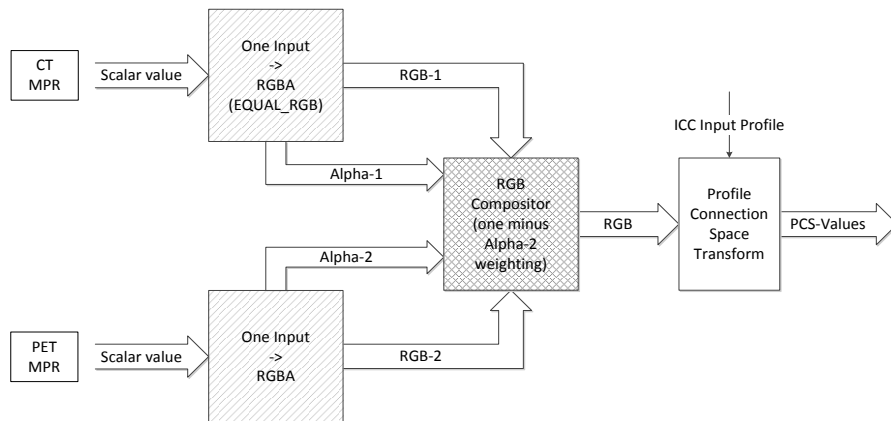 CT
MPR
Scalar value
One Input
->
RGBA
(EQUAL_RGB)
RGB-1
Alpha-1
ICC Input Profile
RGB
Compositor
(one minus
Alpha-2
weighting)
RGB
Profile
Connection
Space
Transform
PCS-Values
Alpha-2
PET
MPR
Scalar value
One Input
->
RGBA
RGB-2